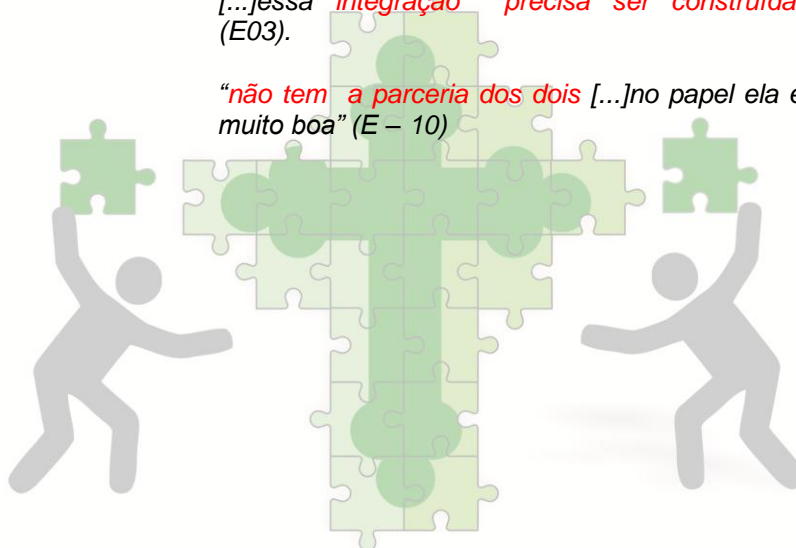 [...]essa integração precisa ser construída
(E03).
“não tem a parceria dos dois [...]no papel ela é
muito boa” (E – 10)